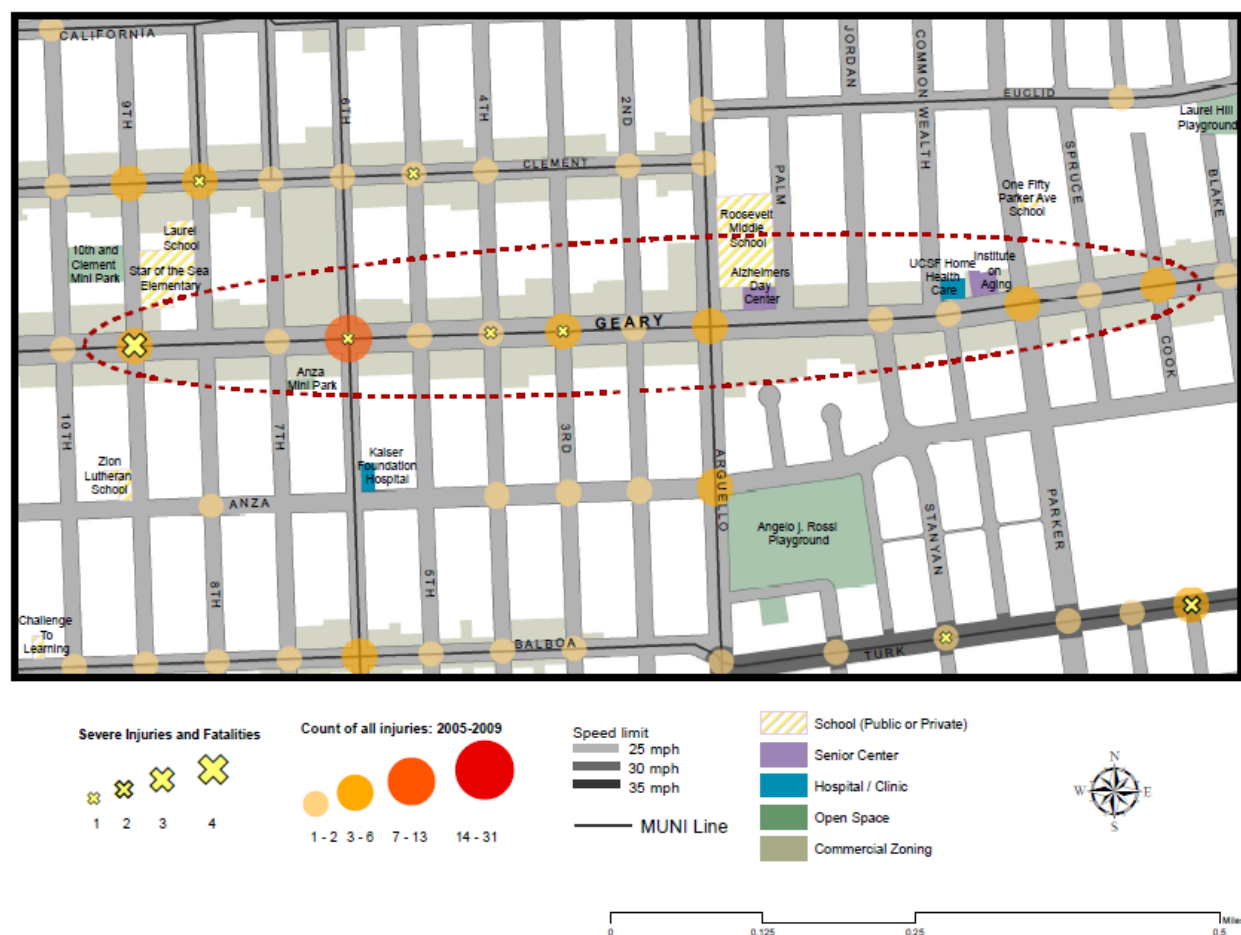 CALIFORNIA
9TH
6TH
4TH
2ND
JORDAN
COMMON WEALTH
EUCLID
Laurel Hill
Playground
CLEMENT
PALM
SPRUCE
BLAKE
One Fifty
Parker Ave
School
Roosevelt
Middle
School
Laurel
School
10th and
Clement
Mini Park
Star of the Sea
Elementary
Alzheimers
Day
Center
UCSF Home
Health
Care
Institute
on
Aging
GEARY
Anza
Mini Park
COOK
10TH
7TH
3RD
ARGUELLO
Zion
Lutheran
School
Kaiser
Foundation
Hospital
ANZA
STANYAN
PARKER
Angelo J. Rossi
Playground
8TH
5TH
Challenge
To
Learning
BALBOA
TURK
Severe Injuries and Fatalities
1 2 3 4
Count of all injuries: 2005-2009
1 - 2 3 - 6 7 - 13 14 - 31
Speed limit
25 mph
30 mph
35 mph
MUNI Line
School (Public or Private)
Senior Center
Hospital / Clinic
Open Space
Commercial Zoning
N
W E
S
Miles
0 0.125 0.25 0.5